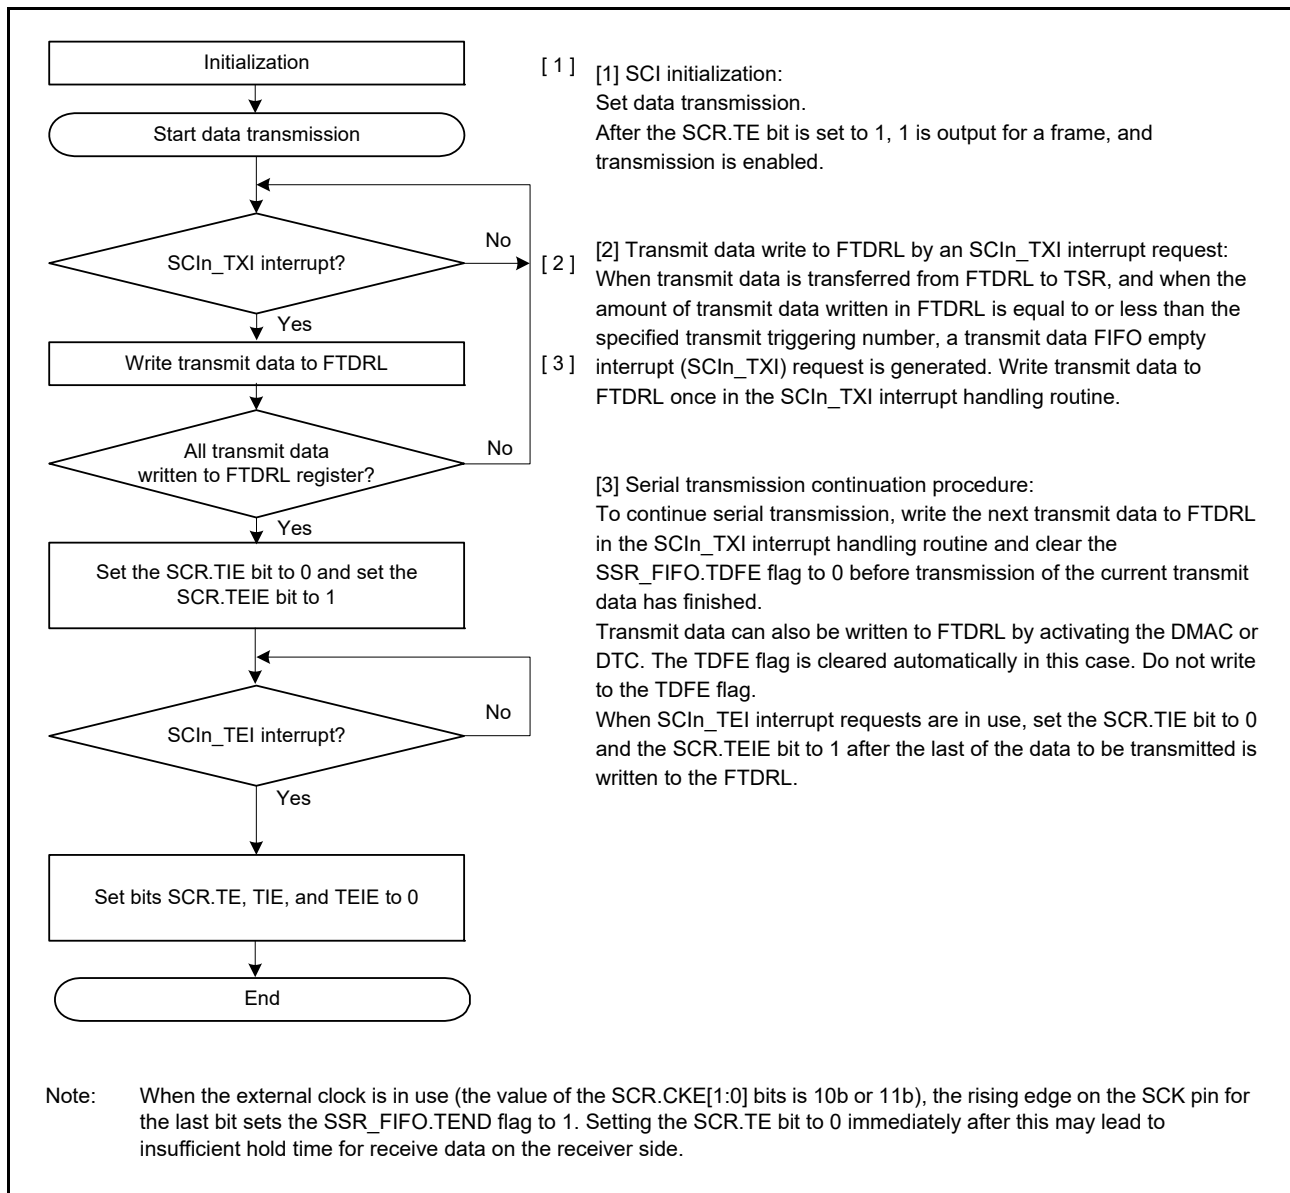 Initialization
[ 1 ]
[1] SCI initialization:
Set data transmission.
After the SCR.TE bit is set to 1, 1 is output for a frame, and
transmission is enabled.
Start data transmission
SCIn_TXI interrupt?
No
Yes
[ 2 ]
[2] Transmit data write to FTDRL by an SCIn_TXI interrupt request:
When transmit data is transferred from FTDRL to TSR, and when the
amount of transmit data written in FTDRL is equal to or less than the
specified transmit triggering number, a transmit data FIFO empty
interrupt (SCIn_TXI) request is generated. Write transmit data to
FTDRL once in the SCIn_TXI interrupt handling routine.
Write transmit data to FTDRL
[ 3 ]
All transmit data
written to FTDRL register?
No
Yes
[3] Serial transmission continuation procedure:
To continue serial transmission, write the next transmit data to FTDRL
in the SCIn_TXI interrupt handling routine and clear the
SSR_FIFO.TDFE flag to 0 before transmission of the current transmit
data has finished.
Transmit data can also be written to FTDRL by activating the DMAC or
DTC. The TDFE flag is cleared automatically in this case. Do not write
to the TDFE flag.
When SCIn_TEI interrupt requests are in use, set the SCR.TIE bit to 0
and the SCR.TEIE bit to 1 after the last of the data to be transmitted is
written to the FTDRL.
Set the SCR.TIE bit to 0 and set the
SCR.TEIE bit to 1
SCIn_TEI interrupt?
No
Yes
Set bits SCR.TE, TIE, and TEIE to 0
End
Note: When the external clock is in use (the value of the SCR.CKE[1:0] bits is 10b or 11b), the rising edge on the SCK pin for
the last bit sets the SSR_FIFO.TEND flag to 1. Setting the SCR.TE bit to 0 immediately after this may lead to
insufficient hold time for receive data on the receiver side.